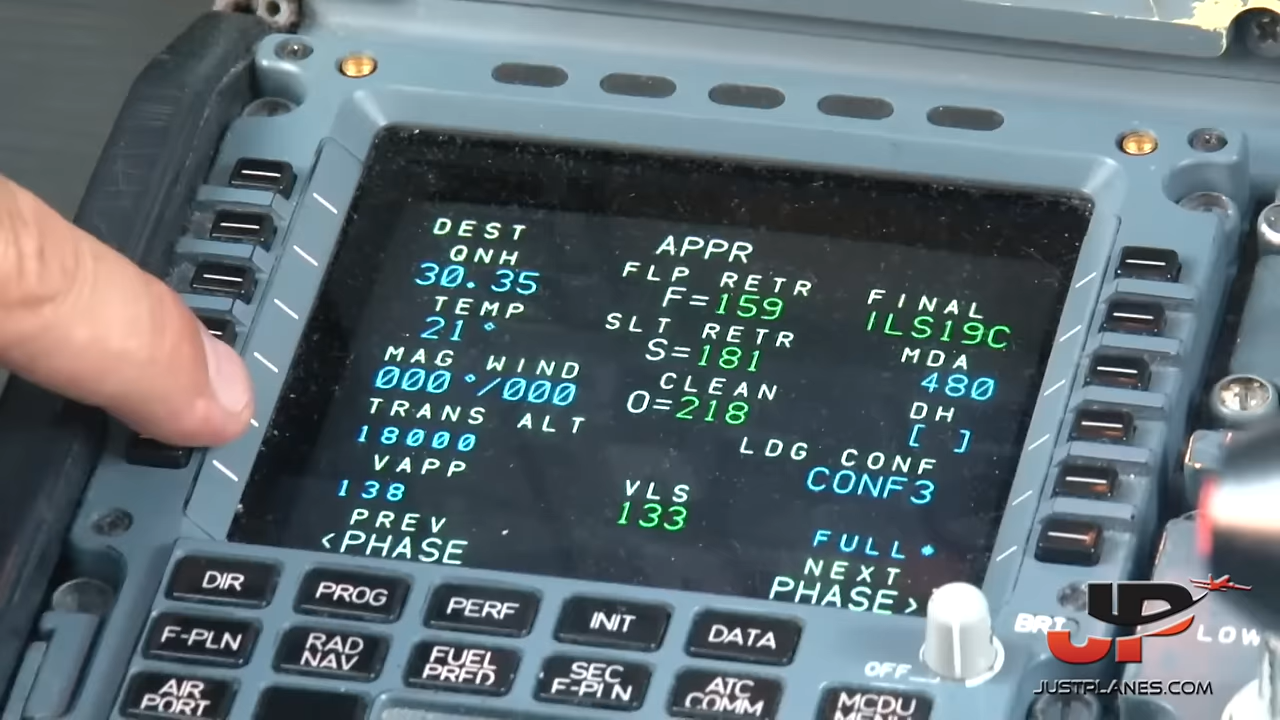 APPR
DEST
QNH
30.35
FLP RETR
F=159
FINAL
ILS19C
TEMP
21°
SLT RETR
S=181
MDA
480
MAG WIND
000°/000
CLEAN
O=218
DH
[ ]
TRANS ALT
18000
LDG CONF
CONF3
VAPP
138
VLS
133
FULL*
PREV
<PHASE
NEXT
PHASE>
DIR
PROG
PERF
INIT
DATA
F-PLN
RAD
NAV
FUEL
PRED
SEC
F-PLN
ATC
COMM
MCDU
MENU
AIR
PORT
BRT
OFF
LOW
JP
JUSTPLANES.COM